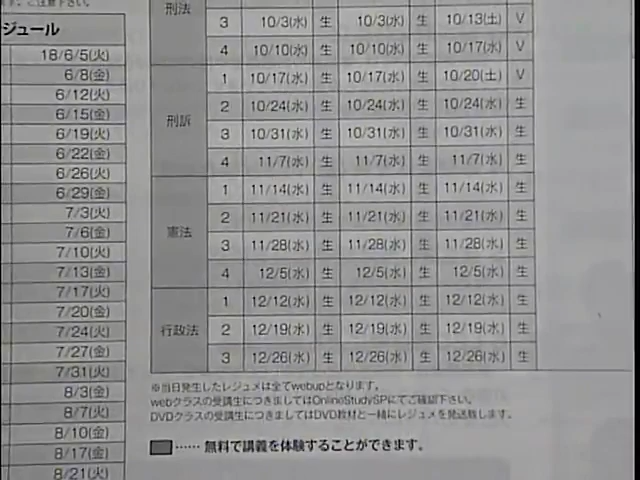 ジュール
18/6/5(火)
6/8(金)
6/12(火)
6/15(金)
6/19(火)
6/22(金)
6/26(火)
6/29(金)
7/3(火)
7/6(金)
7/10(火)
7/13(金)
7/17(火)
7/20(金)
7/24(火)
7/27(金)
7/31(火)
8/3(金)
8/7(火)
8/10(金)
8/17(金)
8/21(火)
刑法
3 10/3(水) 生 10/3(水) 生 10/13(土) V
4 10/10(水) 生 10/10(水) 生 10/17(水) V
刑訴
1 10/17(水) 生 10/17(水) 生 10/20(土) V
2 10/24(水) 生 10/24(水) 生 10/24(水) 生
3 10/31(水) 生 10/31(水) 生 10/31(水) 生
4 11/7(水) 生 11/7(水) 生 11/7(水) 生
憲法
1 11/14(水) 生 11/14(水) 生 11/14(水) 生
2 11/21(水) 生 11/21(水) 生 11/21(水) 生
3 11/28(水) 生 11/28(水) 生 11/28(水) 生
4 12/5(水) 生 12/5(水) 生 12/5(水) 生
行政法
1 12/12(水) 生 12/12(水) 生 12/12(水) 生
2 12/19(水) 生 12/19(水) 生 12/19(水) 生
3 12/26(水) 生 12/26(水) 生 12/26(水) 生
※当日発生したレジュメは全てwebupとなります。
webクラスの受講生につきましてはOnlineStudySPにてご確認下さい。
DVDクラスの受講生につきましてはDVD教材と一緒にレジュメを発送致します。
……無料で講義を体験することができます。